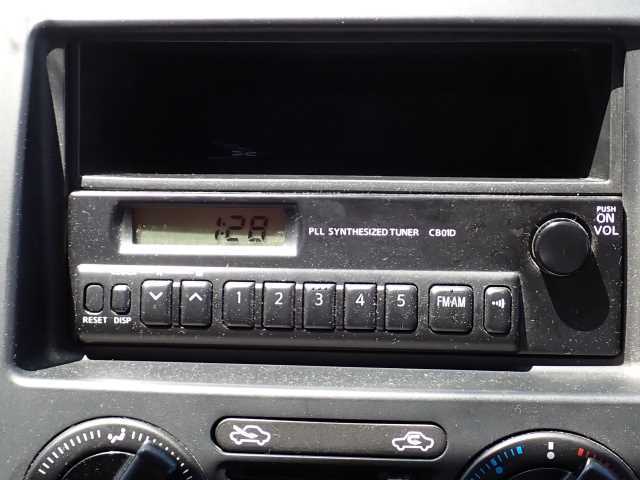 1:28
PLL SYNTHESIZED TUNER CB01D
PUSH
ON
VOL
1 2 3 4 5 FM·AM
RESET DISP